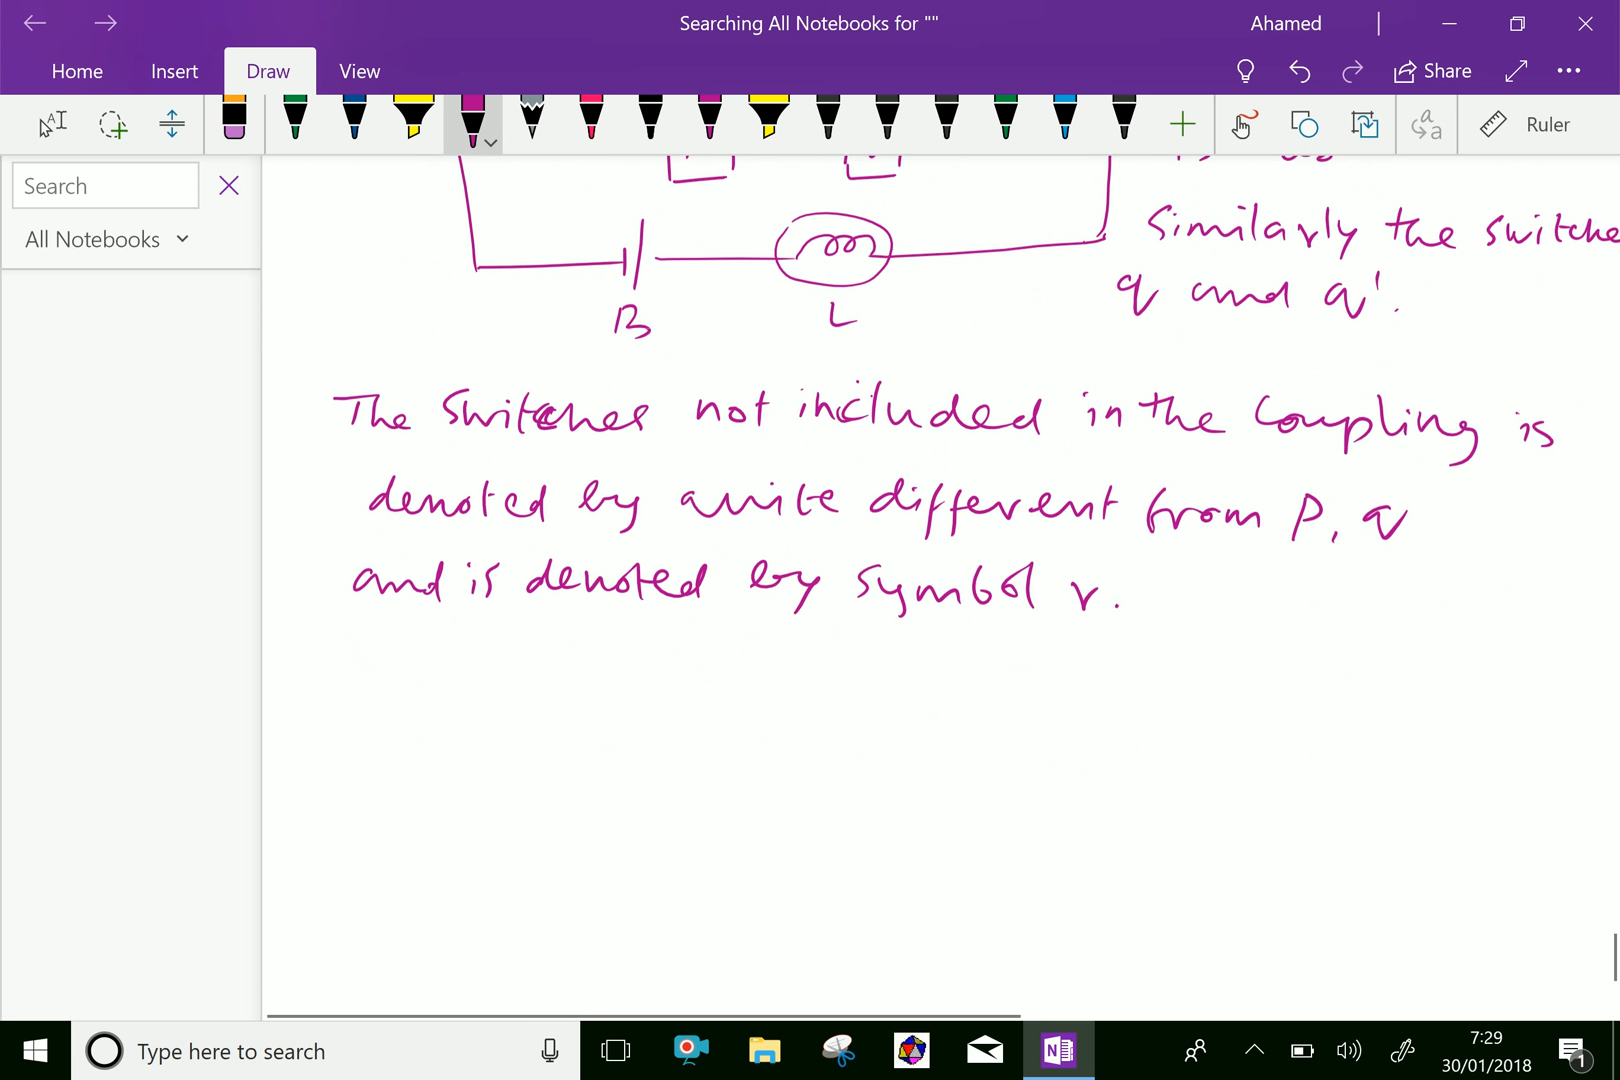 Searching All Notebooks for ""
Ahamed
Home Insert Draw View
Share
Ruler
Search
All Notebooks
Similarly the switche
q and q'.
B
L
The Switches not included in the Coupling is
denoted by quite different from P, q
and is denoted by symbol r.
Type here to search
7:29
30/01/2018
1